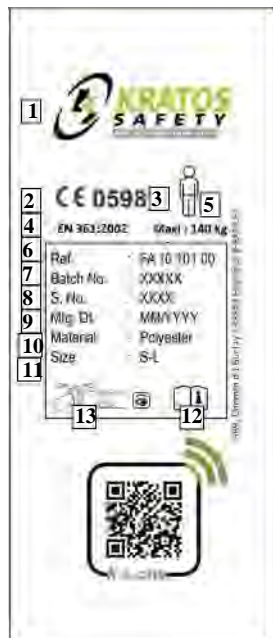 1
KRATOS
SAFETY
2 CE 0598 3
5
4 EN 361:2002 Maxi : 140 kg
6 Ref. : FA 10 101 00
7 Batch No. : XXXXX
8 S. No. : XXXX
9 Mfg. Dt. : MM/YYYY
10 Material : Polyester
11 Size : S-L
13 12